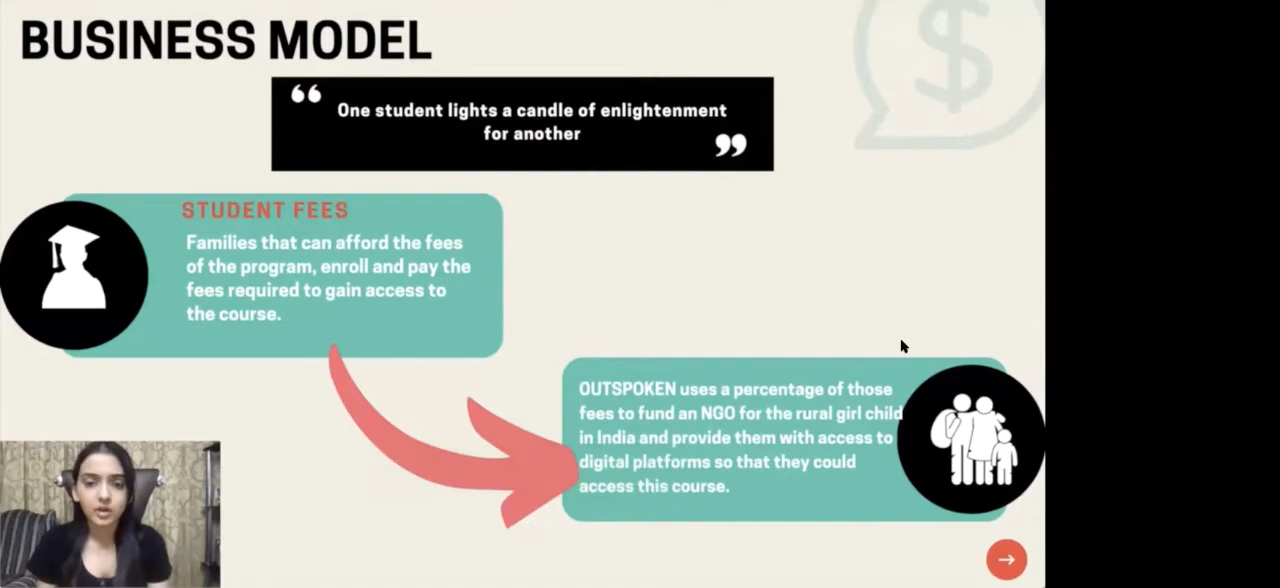 BUSINESS MODEL
“ One student lights a candle of enlightenment
for another ”
STUDENT FEES
Families that can afford the fees
of the program, enroll and pay the
fees required to gain access to
the course.
OUTSPOKEN uses a percentage of those
fees to fund an NGO for the rural girl child
in India and provide them with access to
digital platforms so that they could
access this course.